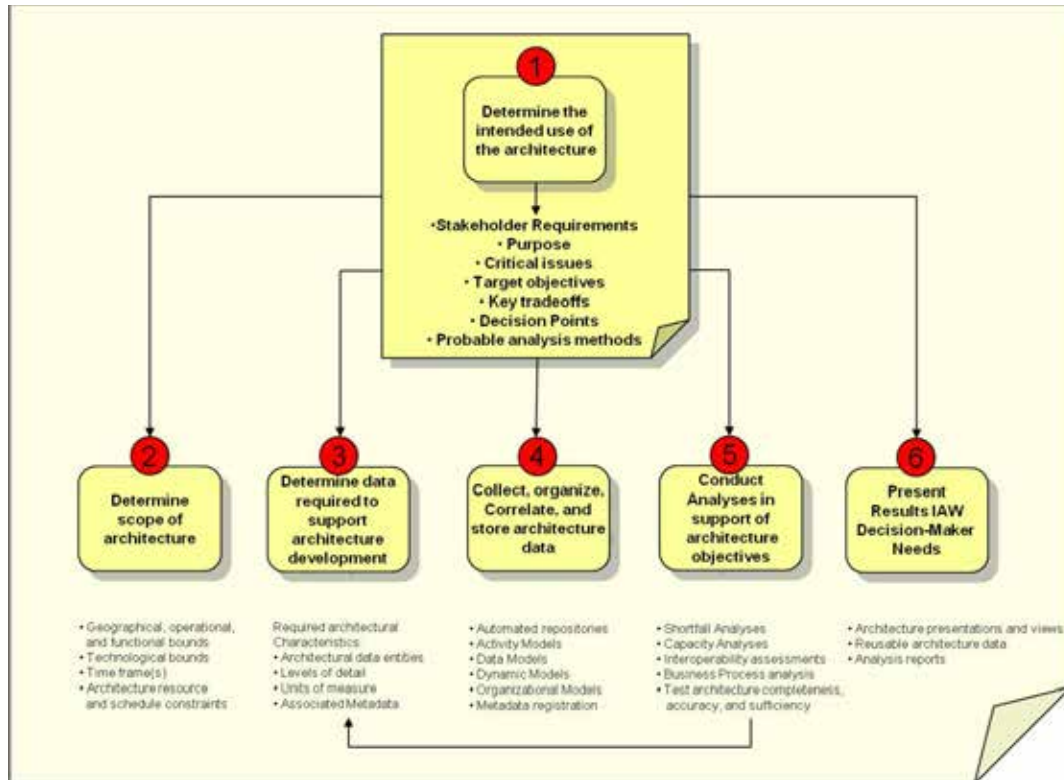 1
Determine the
intended use of
the architecture
•Stakeholder Requirements
• Purpose
• Critical issues
• Target objectives
• Key tradeoffs
• Decision Points
• Probable analysis methods
2
Determine
scope of
architecture
• Geographical, operational,
and functional bounds
• Technological bounds
• Time frame(s)
• Architecture resource
and schedule constraints
3
Determine data
required to
support
architecture
development
Required architectural
Characteristics:
• Architectural data entities
• Levels of detail
• Units of measure
• Associated Metadata
4
Collect, organize,
Correlate, and
store architecture
data
• Automated repositories
• Activity Models
• Data Models
• Dynamic Models
• Organizational Models
• Metadata registration
5
Conduct
Analyses in
support of
architecture
objectives
• Shortfall Analyses
• Capacity Analyses
• Interoperability assessments
• Business Process analysis
• Test architecture completeness,
accuracy, and sufficiency
6
Present
Results IAW
Decision-Maker
Needs
• Architecture presentations and views
• Reusable architecture data
• Analysis reports